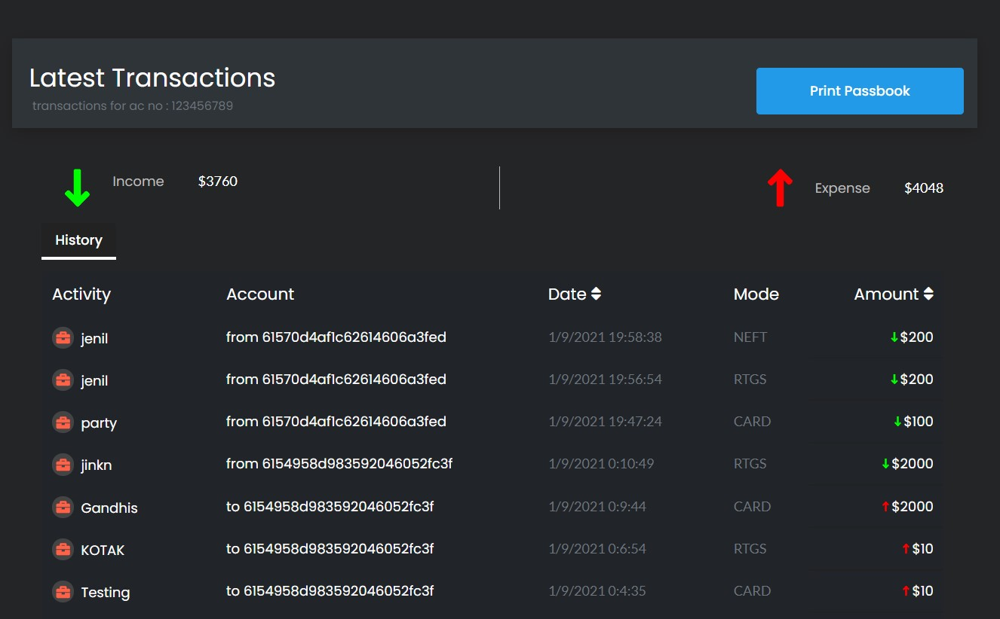 Latest Transactions
transactions for ac no : 123456789
Print Passbook
Income $3760
Expense $4048
History
Activity Account Date Mode Amount
jenil from 61570d4af1c62614606a3fed 1/9/2021 19:58:38 NEFT $200
jenil from 61570d4af1c62614606a3fed 1/9/2021 19:56:54 RTGS $200
party from 61570d4af1c62614606a3fed 1/9/2021 19:47:24 CARD $100
jinkn from 6154958d983592046052fc3f 1/9/2021 0:10:49 RTGS $2000
Gandhis to 6154958d983592046052fc3f 1/9/2021 0:9:44 CARD $2000
KOTAK to 6154958d983592046052fc3f 1/9/2021 0:6:54 RTGS $10
Testing to 6154958d983592046052fc3f 1/9/2021 0:4:35 CARD $10